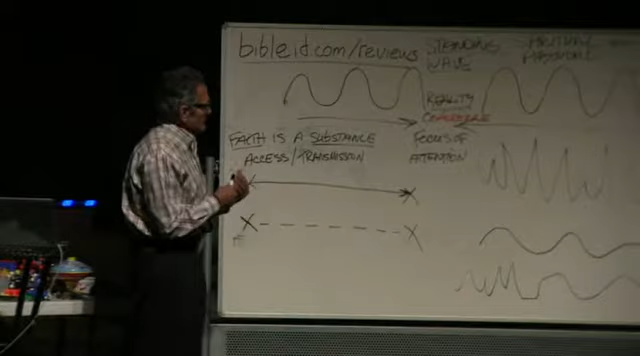 bibleid.com/reviews
STANDING
WAVE
REALITY
FAITH IS A SUBSTANCE
ACCESS/TRANSMISSION
FOCUS OF
ATTENTION
X
X
X
X